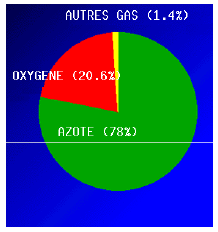 AUTRES GAS (1.4%)
OXYGENE (20.6%)
AZOTE (78%)